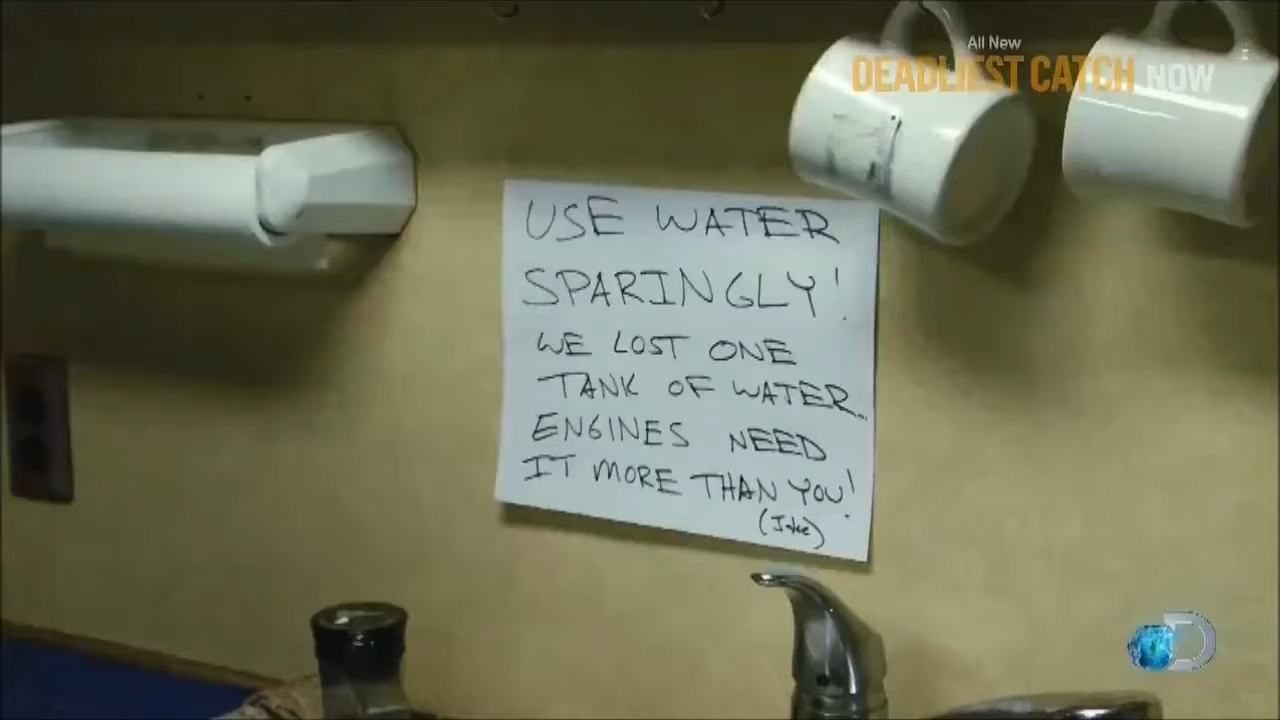 All New
DEADLIEST CATCH NOW
USE WATER
SPARINGLY!
WE LOST ONE
TANK OF WATER...
ENGINES NEED
IT MORE THAN YOU!
(Jake)